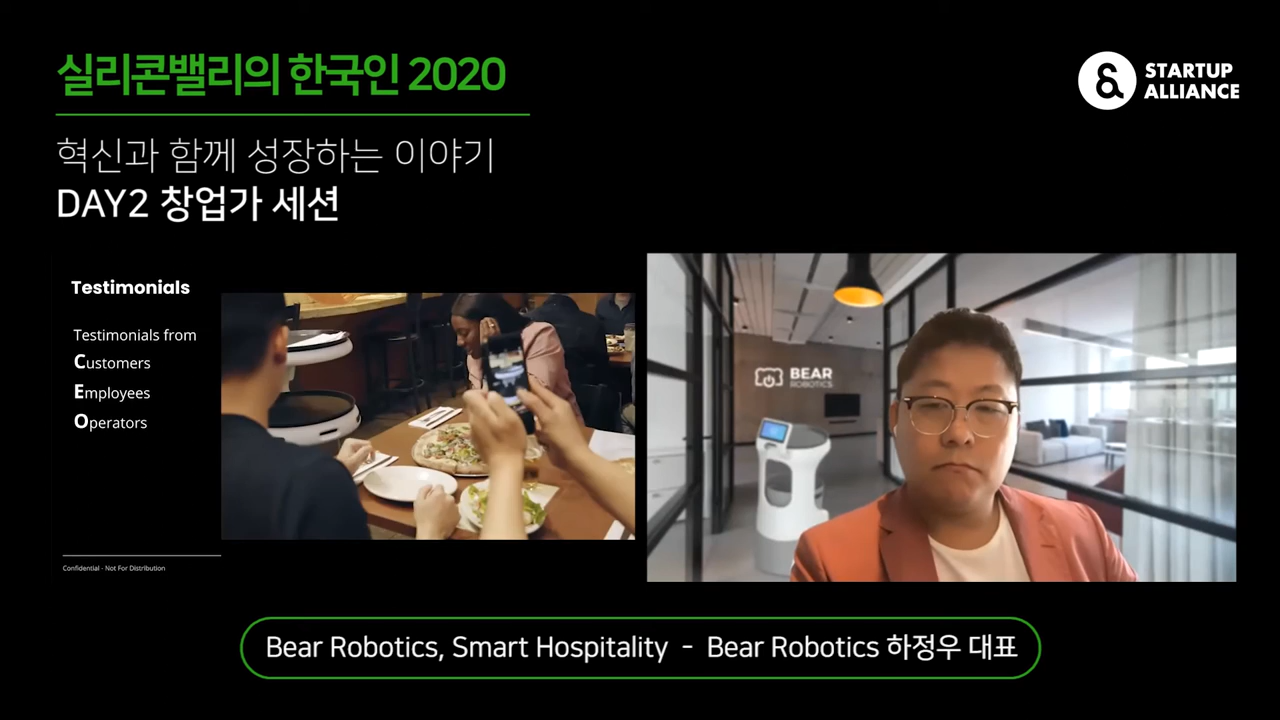 실리콘밸리의 한국인 2020
STARTUP
ALLIANCE
혁신과 함께 성장하는 이야기
DAY2 창업가 세션
Testimonials
Testimonials from
Customers
Employees
Operators
Confidential - Not For Distribution
BEAR
ROBOTICS
Bear Robotics, Smart Hospitality - Bear Robotics 하정우 대표